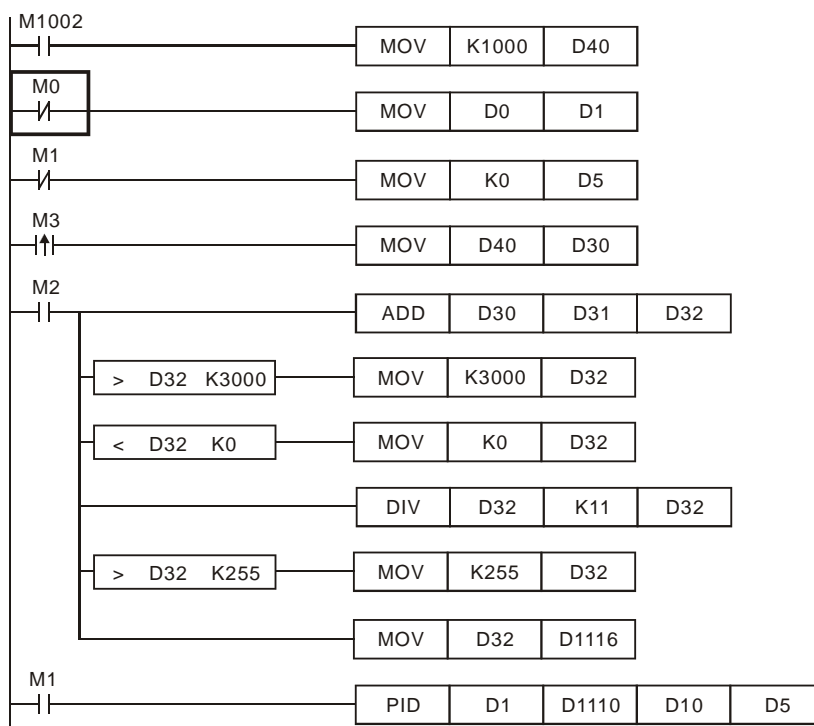 M1002
MOV K1000 D40
M0
MOV D0 D1
M1
MOV K0 D5
M3
MOV D40 D30
M2
ADD D30 D31 D32
> D32 K3000 MOV K3000 D32
< D32 K0 MOV K0 D32
DIV D32 K11 D32
> D32 K255 MOV K255 D32
MOV D32 D1116
M1
PID D1 D1110 D10 D5